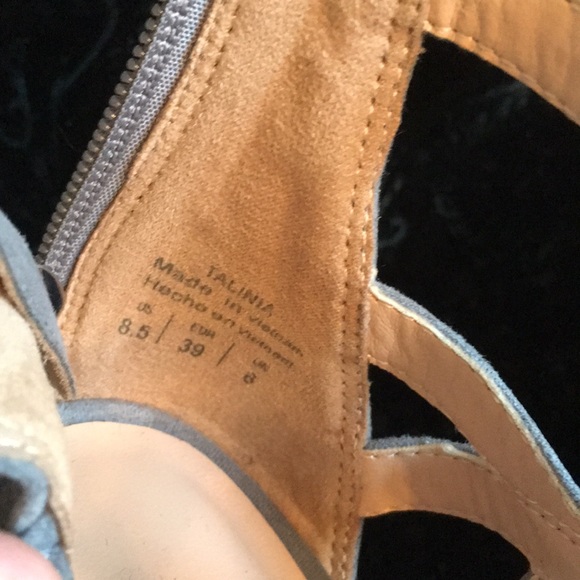 TALINIA
Made in Vietnam
Hecho en Vietnam
US EUR UK
8.5 / 39 / 6